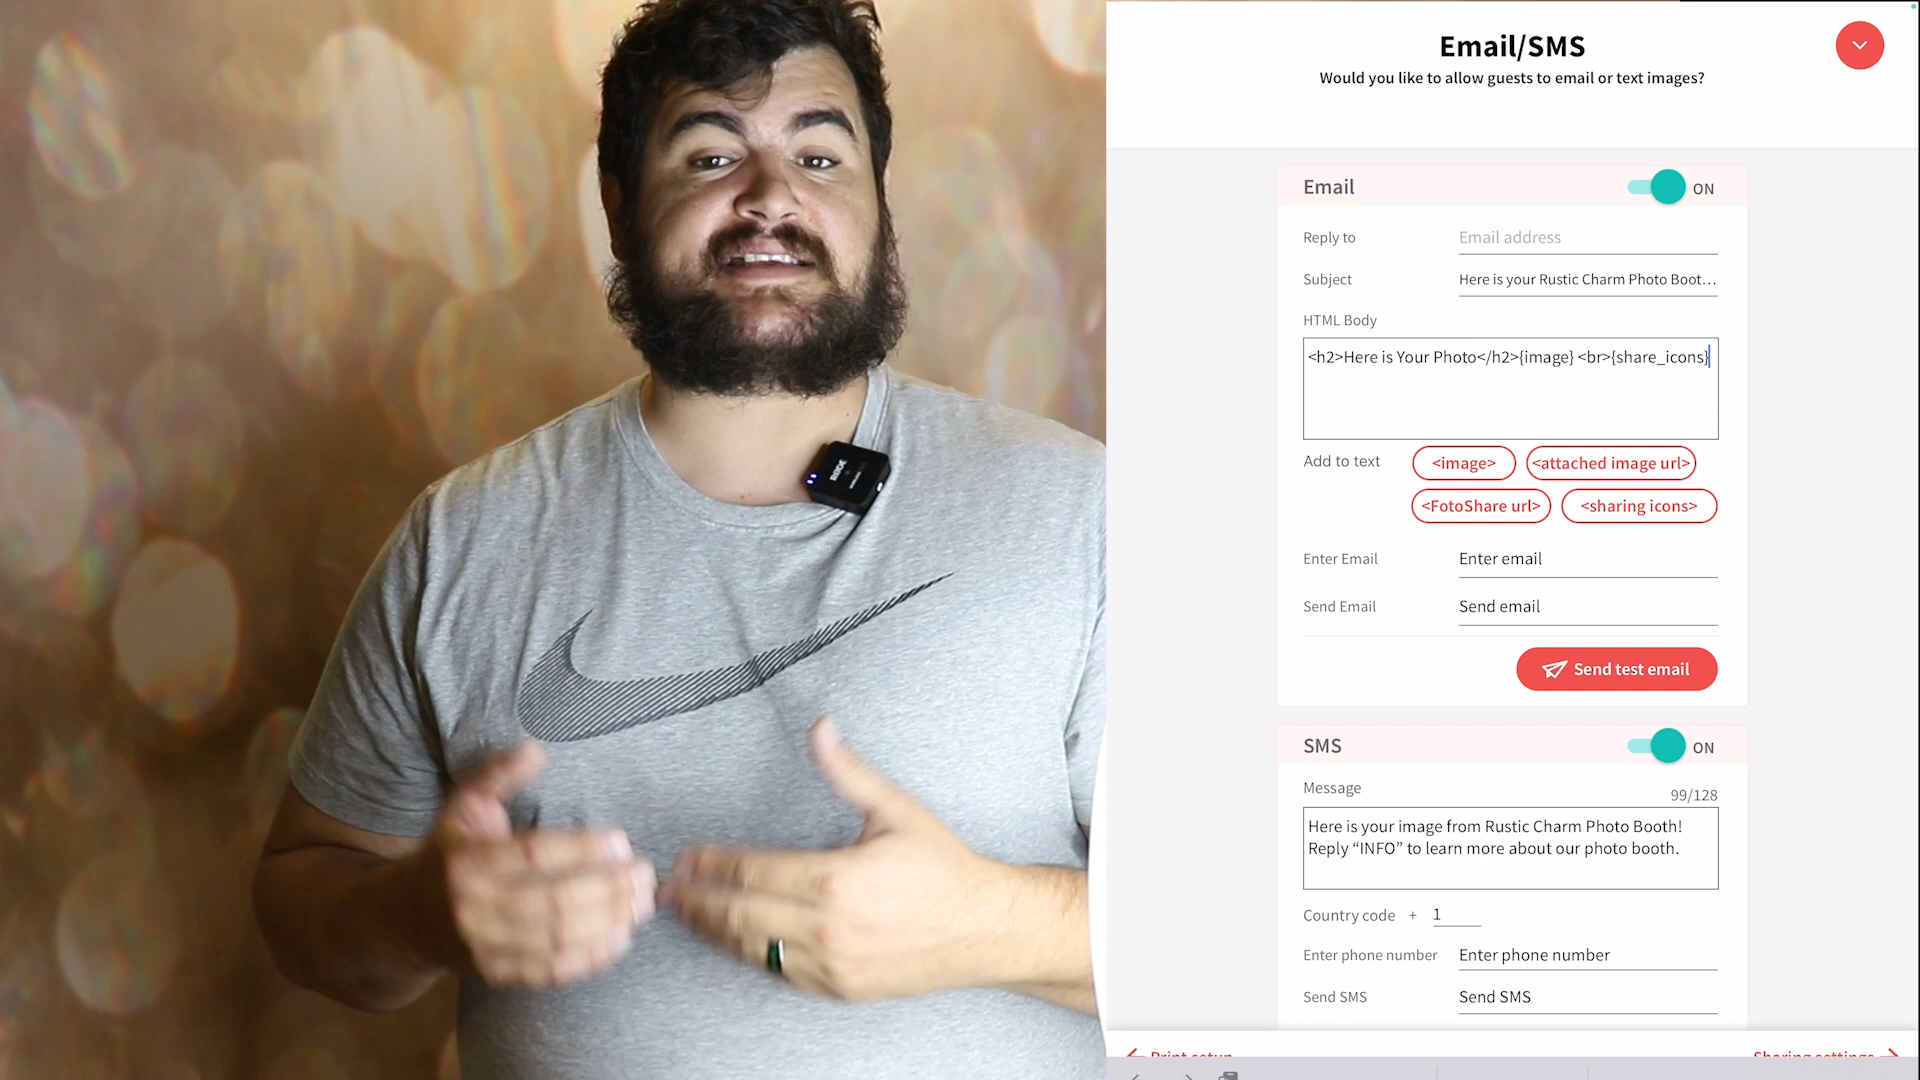 Email/SMS
Would you like to allow guests to email or text images?
Email
ON
Reply to
Email address
Subject
Here is your Rustic Charm Photo Boot...
HTML Body
<h2>Here is Your Photo</h2>{image} <br>{share_icons}
Add to text
<image>
<attached image url>
<FotoShare url>
<sharing icons>
Enter Email
Enter email
Send Email
Send email
Send test email
SMS
ON
Message
99/128
Here is your image from Rustic Charm Photo Booth!
Reply “INFO” to learn more about our photo booth.
Country code + 1
Enter phone number
Enter phone number
Send SMS
Send SMS
Print setup
Sharing settings
RØDE